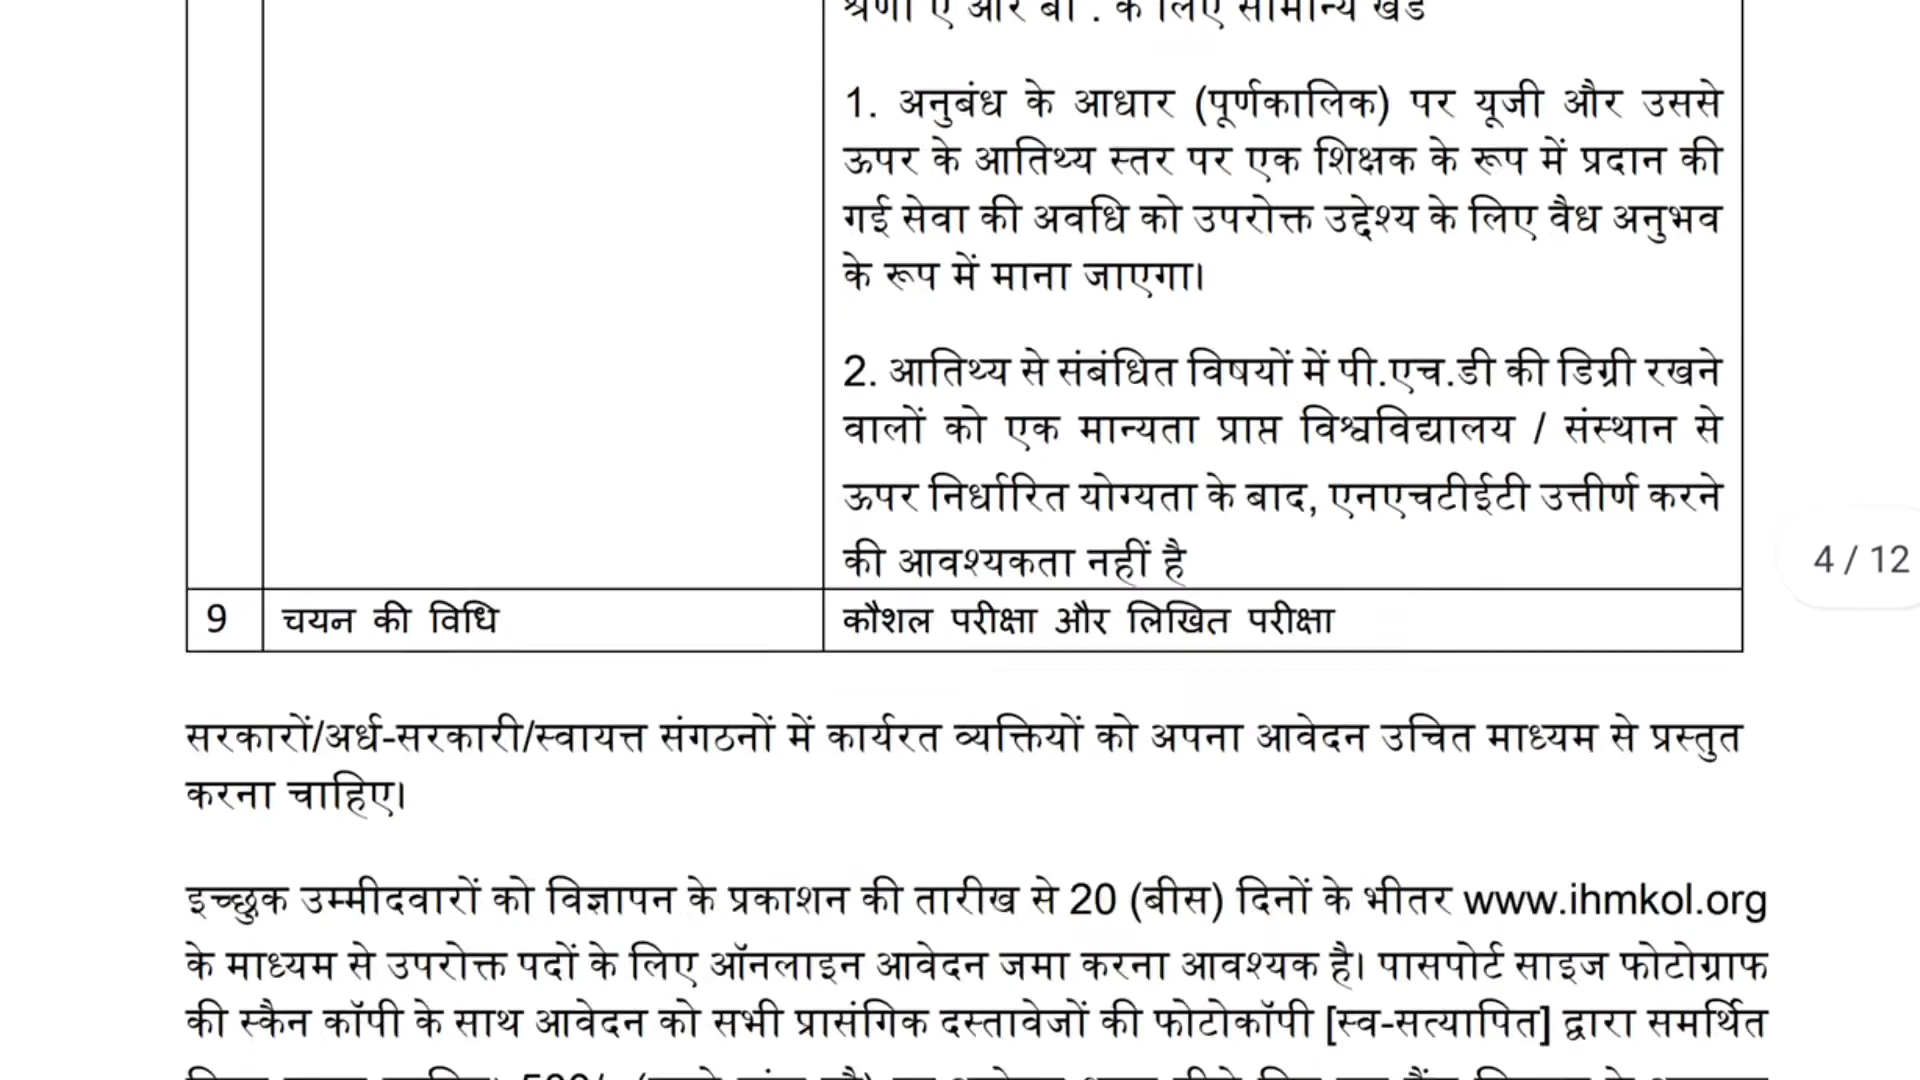 श्रेणी ए और बी . के लिए सामान्य खंड
1. अनुबंध के आधार (पूर्णकालिक) पर यूजी और उससे
ऊपर के आतिथ्य स्तर पर एक शिक्षक के रूप में प्रदान की
गई सेवा की अवधि को उपरोक्त उद्देश्य के लिए वैध अनुभव
के रूप में माना जाएगा।
2. आतिथ्य से संबंधित विषयों में पी.एच.डी की डिग्री रखने
वालों को एक मान्यता प्राप्त विश्वविद्यालय / संस्थान से
ऊपर निर्धारित योग्यता के बाद, एनएचटीईटी उत्तीर्ण करने
की आवश्यकता नहीं है
4 / 12
9 चयन की विधि कौशल परीक्षा और लिखित परीक्षा
सरकारों/अर्ध-सरकारी/स्वायत्त संगठनों में कार्यरत व्यक्तियों को अपना आवेदन उचित माध्यम से प्रस्तुत
करना चाहिए।
इच्छुक उम्मीदवारों को विज्ञापन के प्रकाशन की तारीख से 20 (बीस) दिनों के भीतर www.ihmkol.org
के माध्यम से उपरोक्त पदों के लिए ऑनलाइन आवेदन जमा करना आवश्यक है। पासपोर्ट साइज फोटोग्राफ
की स्कैन कॉपी के साथ आवेदन को सभी प्रासंगिक दस्तावेजों की फोटोकॉपी [स्व-सत्यापित] द्वारा समर्थित